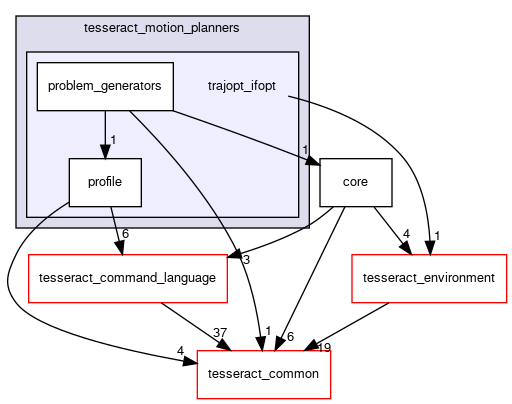 tesseract_motion_planners
problem_generators
trajopt_ifopt
1
1
profile
core
6
4
1
3
tesseract_command_language
tesseract_environment
37
1
6
19
4
tesseract_common